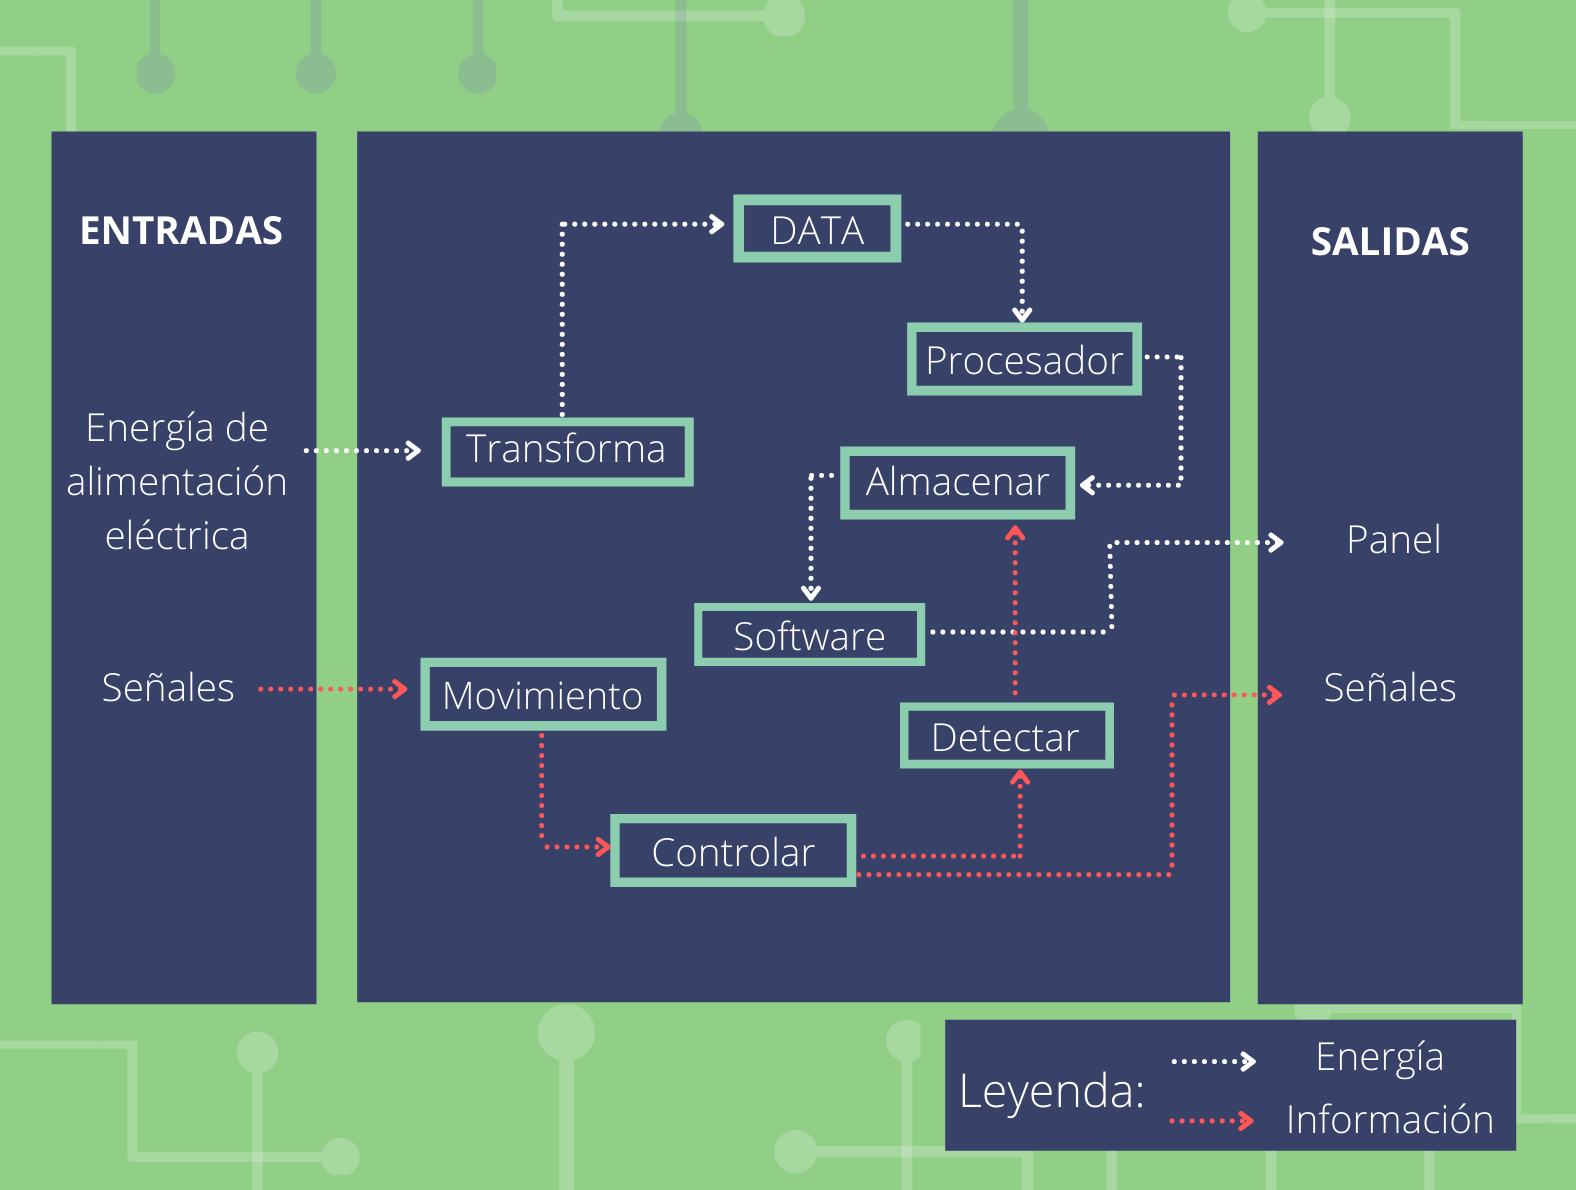 ENTRADAS
Energía de
alimentación
eléctrica
Señales
DATA
Procesador
Transforma
Almacenar
Software
Movimiento
Detectar
Controlar
SALIDAS
Panel
Señales
Leyenda:
Energía
Información